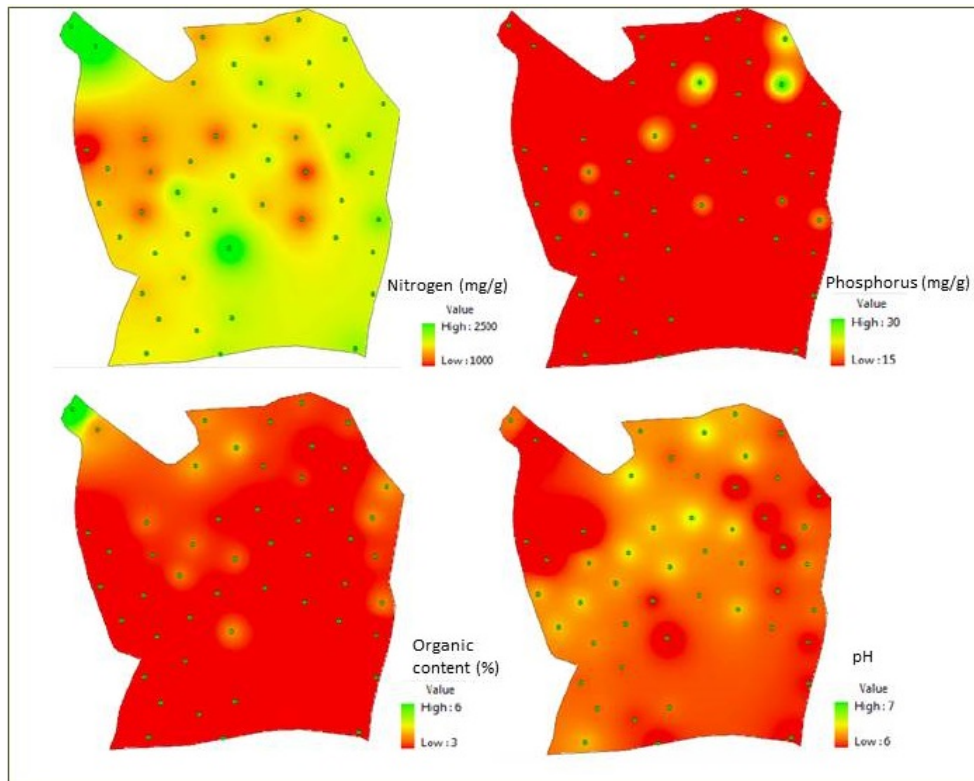 Nitrogen (mg/g)
Value
High : 2500
Low : 1000
Phosphorus (mg/g)
Value
High : 30
Low : 15
Organic
content (%)
Value
High : 6
Low : 3
pH
Value
High : 7
Low : 6